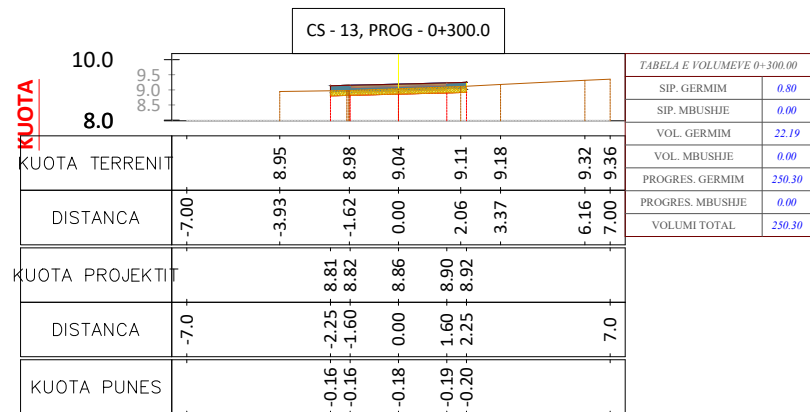 CS - 13, PROG - 0+300.0
KUOTA
10.0
9.5
9.0
8.5
8.0
TABELA E VOLUMEVE 0+300.00
SIP. GERMIM 0.80
SIP. MBUSHJE 0.00
VOL. GERMIM 22.19
VOL. MBUSHJE 0.00
PROGRES. GERMIM 250.30
PROGRES. MBUSHJE 0.00
VOLUMI TOTAL 250.30
KUOTA TERRENIT 8.95 8.98 9.04 9.11 9.18 9.32 9.36
DISTANCA -7.00 -3.93 -1.62 0.00 2.06 3.37 6.16 7.00
KUOTA PROJEKTIT 8.81 8.82 8.86 8.90 8.92
DISTANCA -7.0 -2.25 -1.60 0.00 1.60 2.25 7.0
KUOTA PUNES -0.16 -0.16 -0.18 -0.19 -0.20